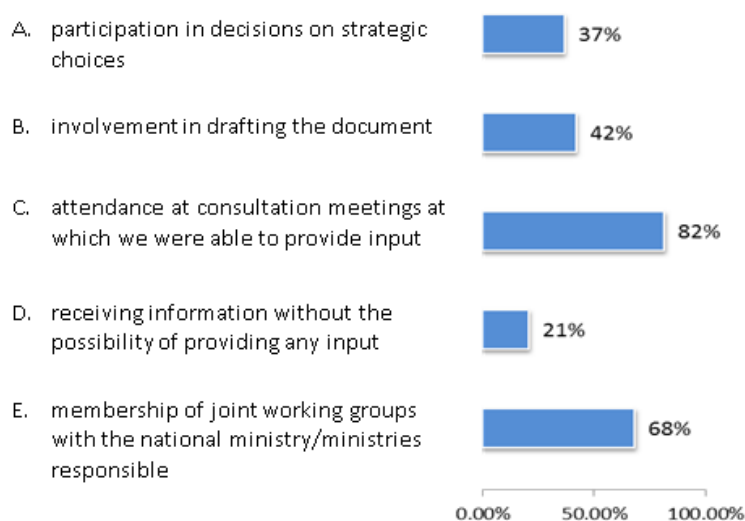 A. participation in decisions on strategic
choices
37%
B. involvement in drafting the document
42%
C. attendance at consultation meetings at
which we were able to provide input
82%
D. receiving information without the
possibility of providing any input
21%
E. membership of joint working groups
with the national ministry/ministries
responsible
68%
0.00% 50.00% 100.00%